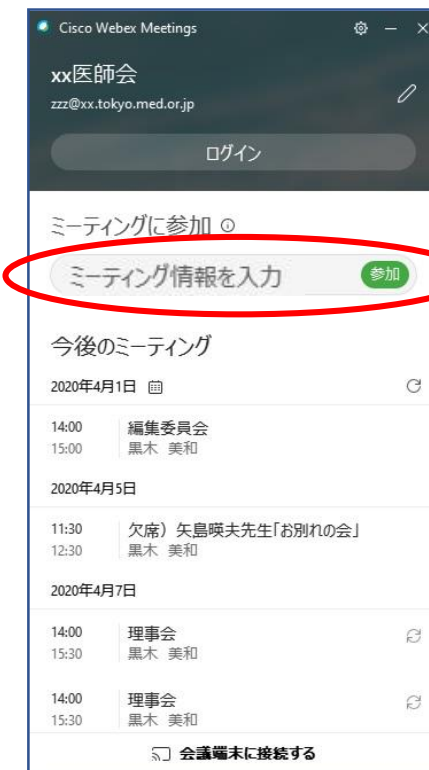 Cisco Webex Meetings
xx医師会
zzz@xx.tokyo.med.or.jp
ログイン
ミーティングに参加
ミーティング情報を入力 参加
今後のミーティング
2020年4月1日
14:00 編集委員会
15:00 黒木 美和
2020年4月5日
11:30 欠席）矢島暎夫先生「お別れの会」
12:30 黒木 美和
2020年4月7日
14:00 理事会
15:30 黒木 美和
14:00 理事会
15:30 黒木 美和
会議端末に接続する